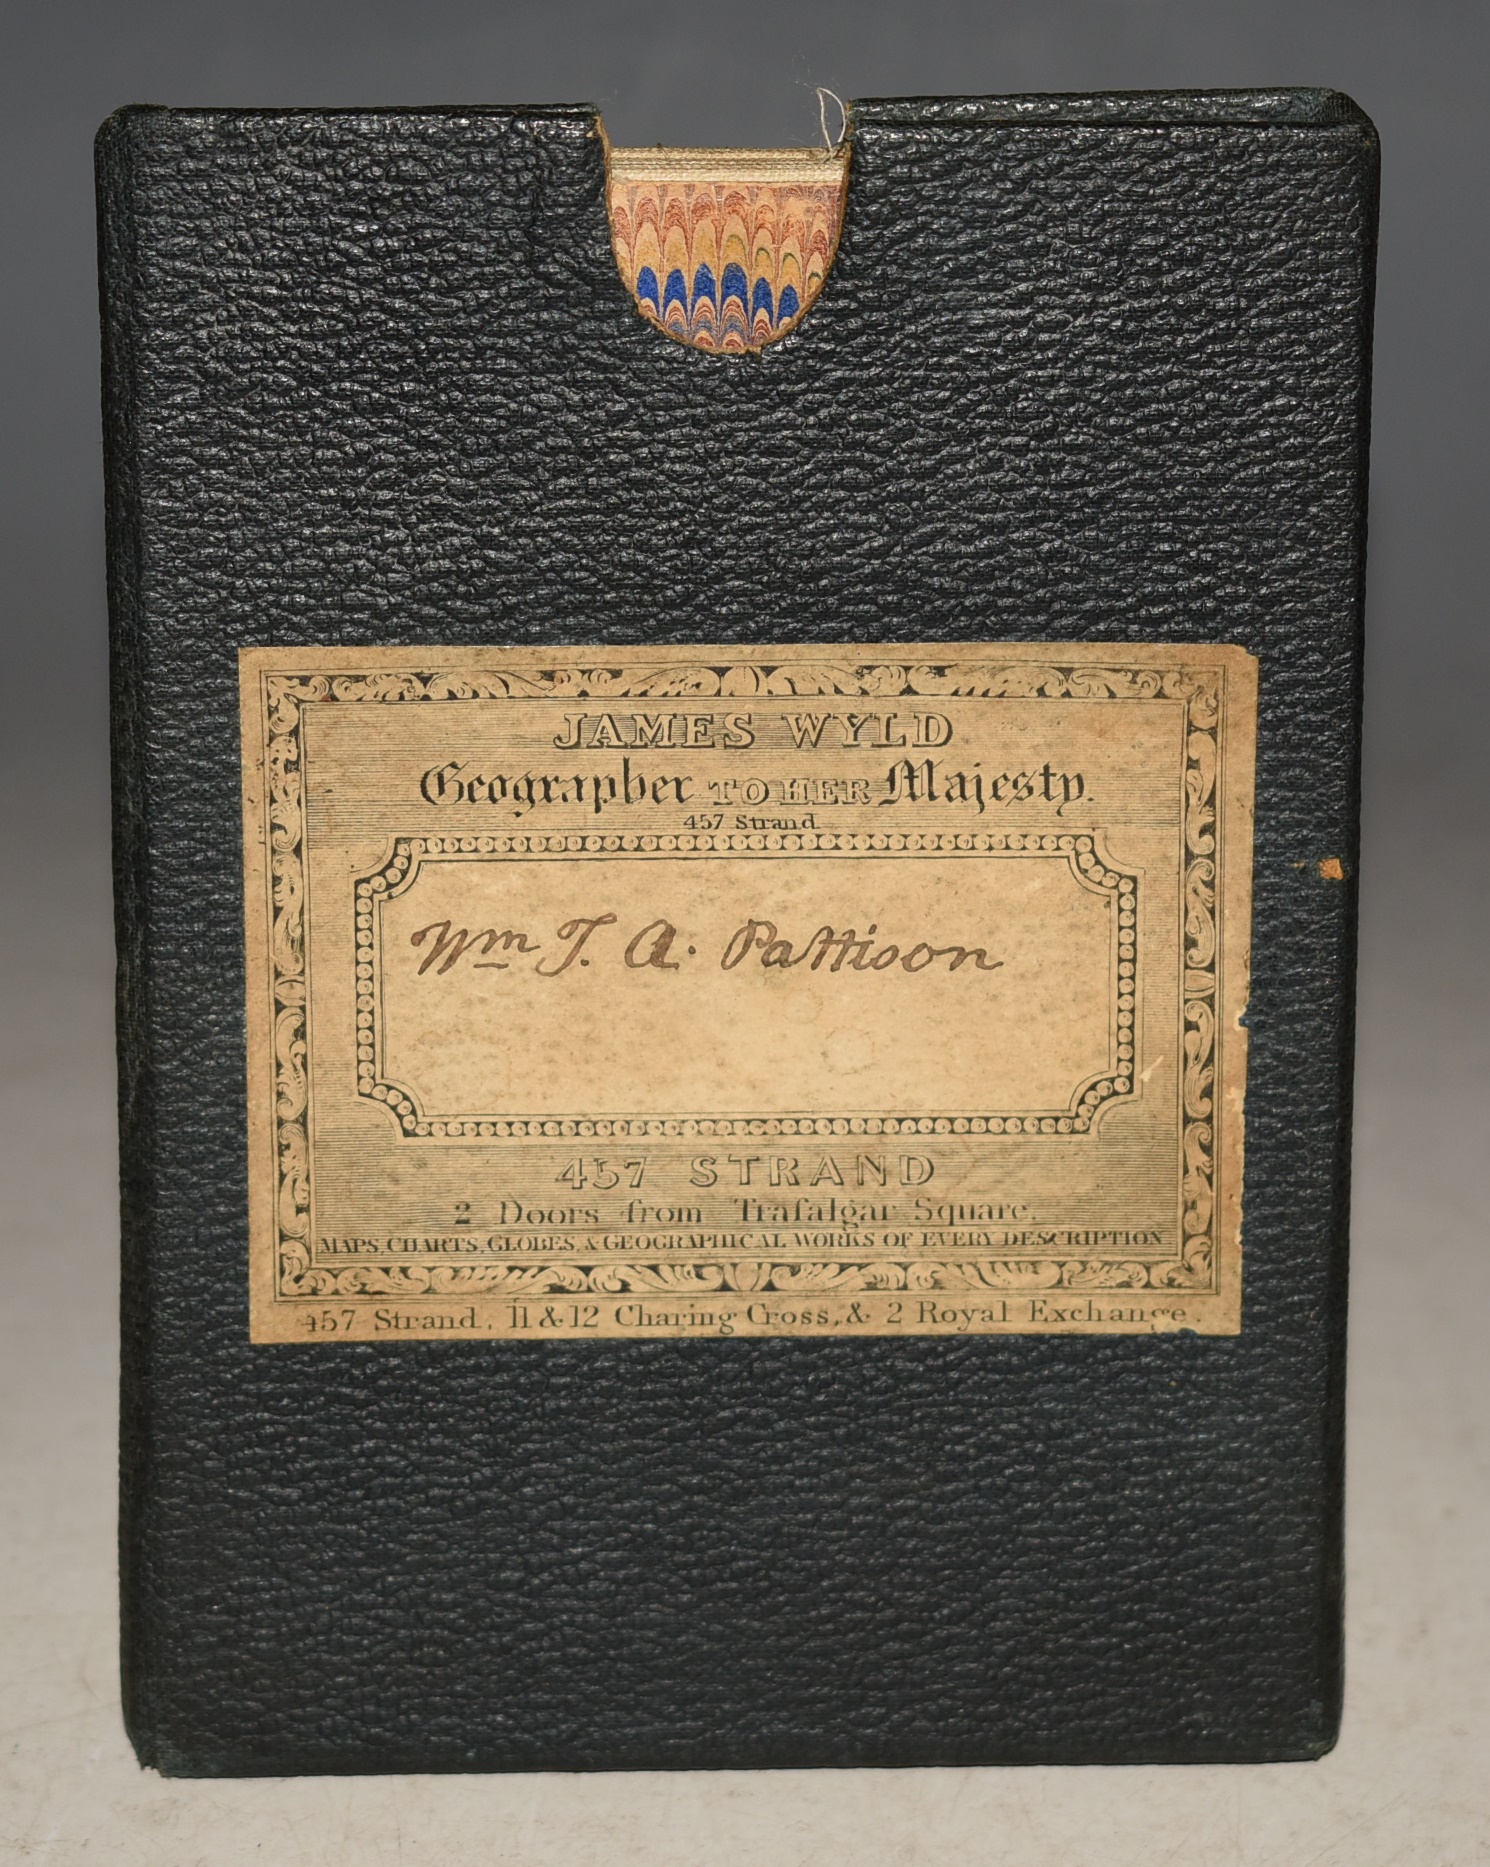 JAMES WYLD
Geographer TO HER Majesty.
457 Strand
Wm T. A. Pattison
457 STRAND
2 Doors from Trafalgar Square.
MAPS, CHARTS, GLOBES, & GEOGRAPHICAL WORKS OF EVERY DESCRIPTION
457 Strand, 11 & 12 Charing Cross, & 2 Royal Exchange.